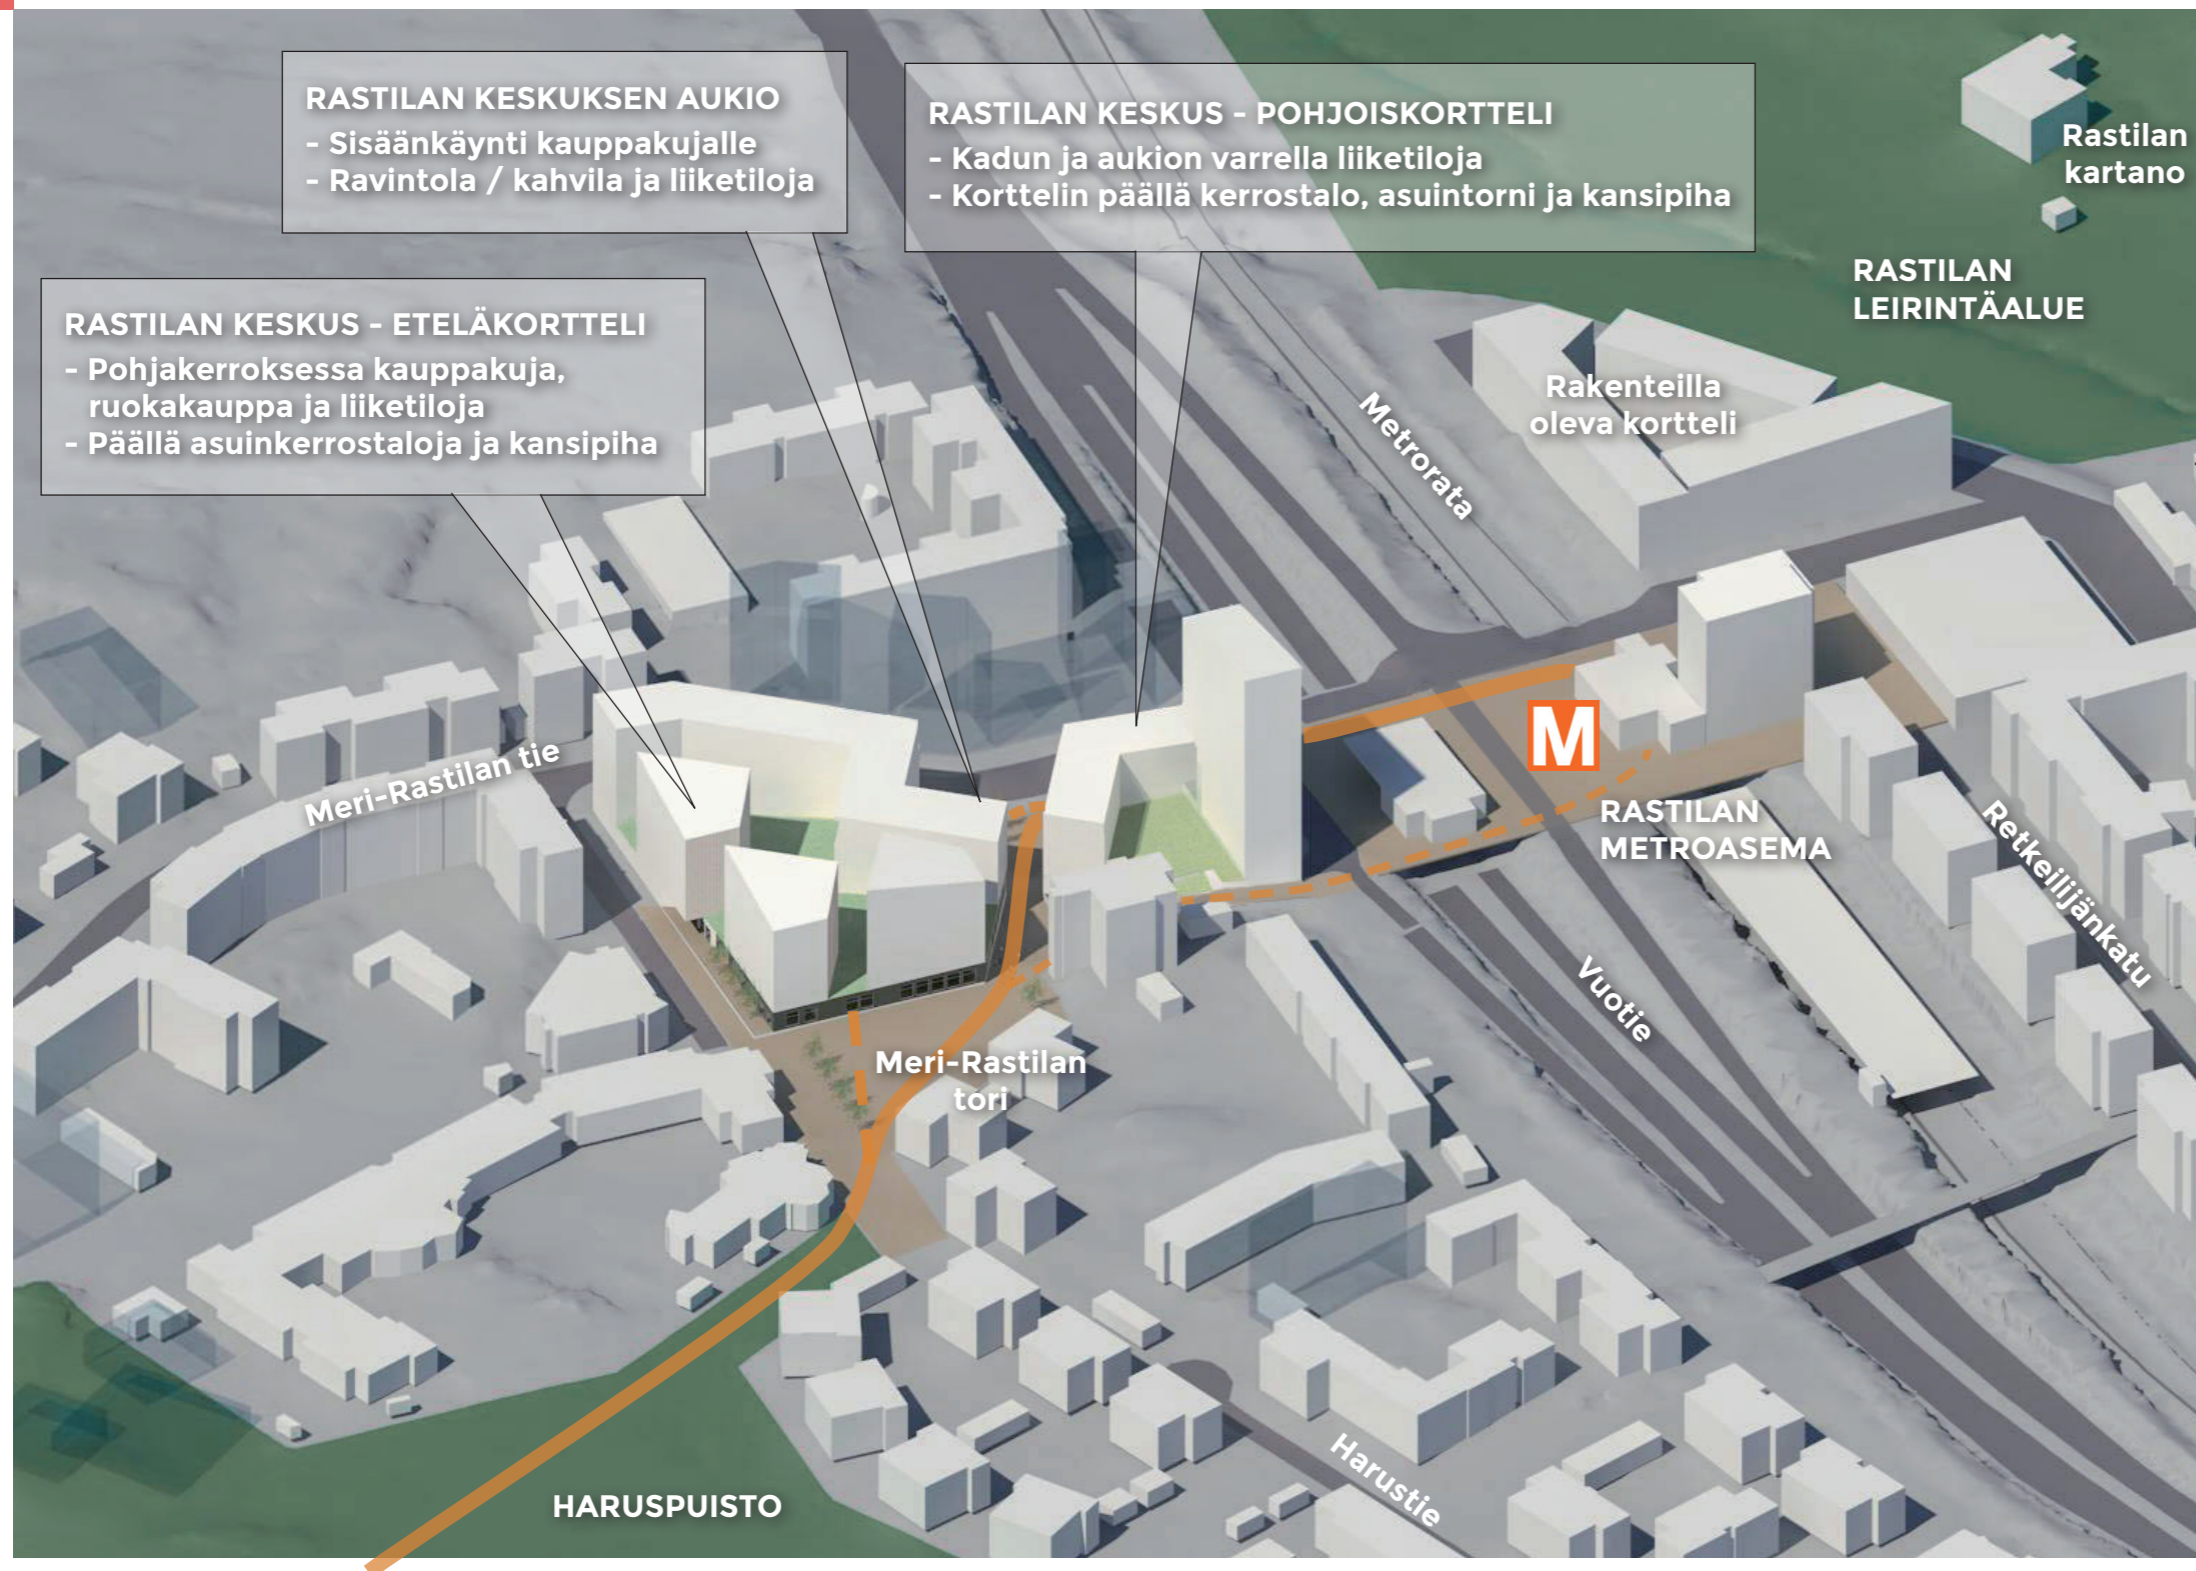 RASTILAN KESKUKSEN AUKIO
- Sisäänkäynti kauppakujalle
- Ravintola / kahvila ja liiketiloja
RASTILAN KESKUS - POHJOISKORTTELI
- Kadun ja aukion varrella liiketiloja
- Korttelin päällä kerrostalo, asuintorni ja kansipiha
Rastilan
kartano
RASTILAN
LEIRINTÄALUE
RASTILAN KESKUS - ETELÄKORTTELI
- Pohjakerroksessa kauppakuja,
ruokakauppa ja liiketiloja
- Päällä asuinkerrostaloja ja kansipiha
Rakenteilla
oleva kortteli
Metrorata
Meri-Rastilan tie
M
RASTILAN
METROASEMA
Retkeilijänkatu
Vuotie
Meri-Rastilan
tori
Harustie
HARUSPUISTO